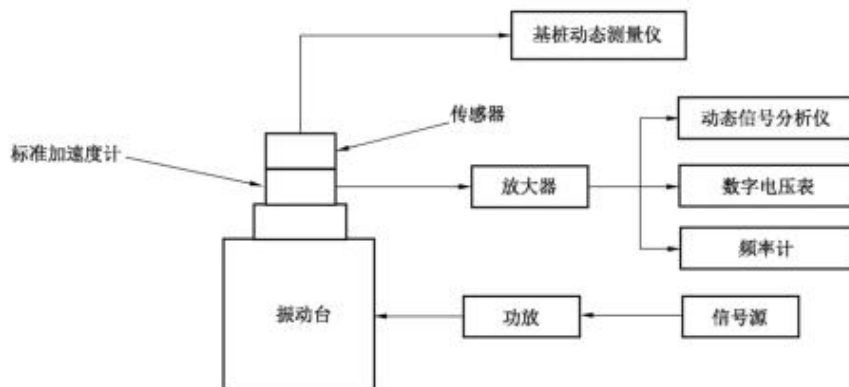 基桩动态测量仪
传感器
动态信号分析仪
标准加速度计
放大器
数字电压表
频率计
振动台
功放
信号源